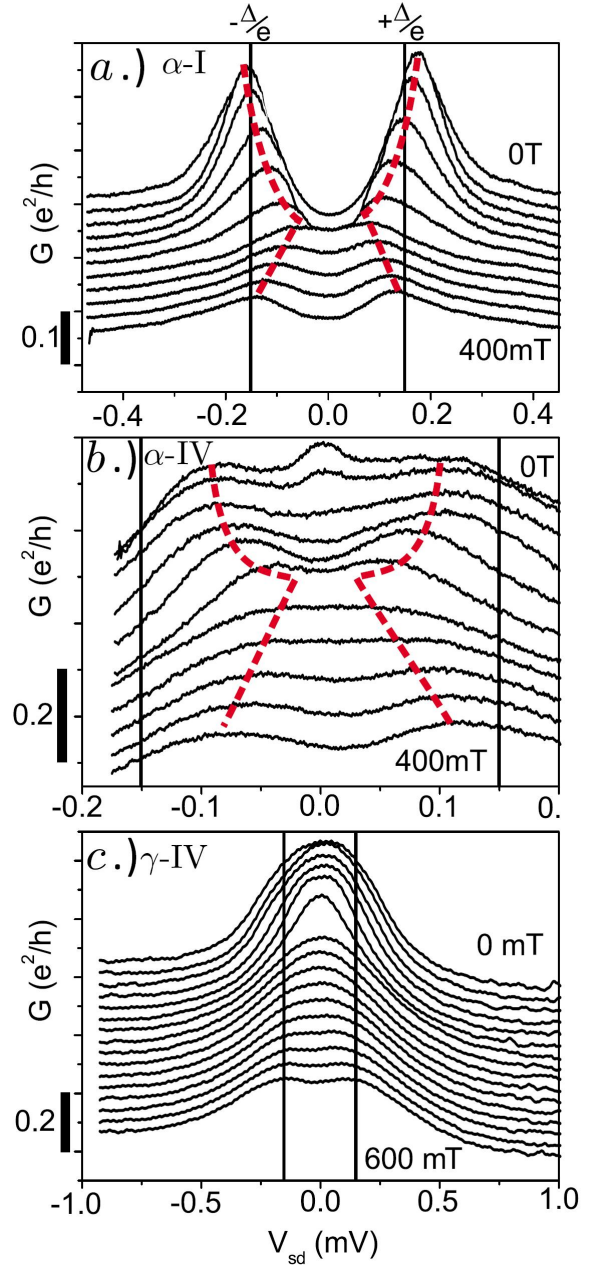 -Δ/e +Δ/e
a.) α-I
0T
G (e²/h)
0.1
400mT
-0.4 -0.2 0.0 0.2 0.4
b.) α-IV
0T
G (e²/h)
0.2
400mT
-0.2 -0.1 0.0 0.1 0.
c.) γ-IV
0 mT
G (e²/h)
0.2
600 mT
-1.0 -0.5 0.0 0.5 1.0
Vsd (mV)